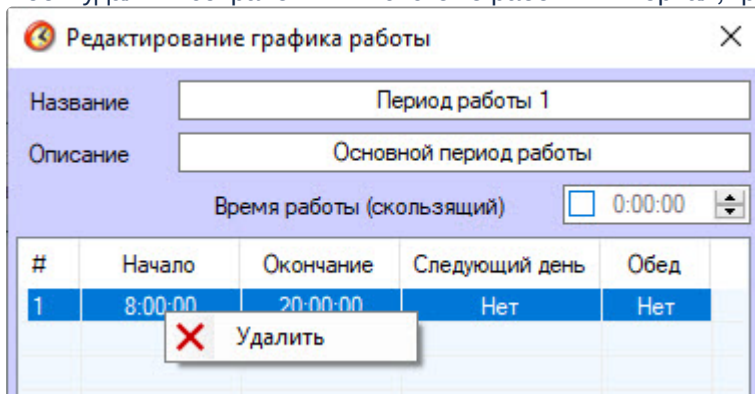 Редактирование графика работы
Название Период работы 1
Описание Основной период работы
Время работы (скользящий) 0:00:00
# Начало Окончание Следующий день Обед
1 8:00:00 20:00:00 Нет Нет
Удалить